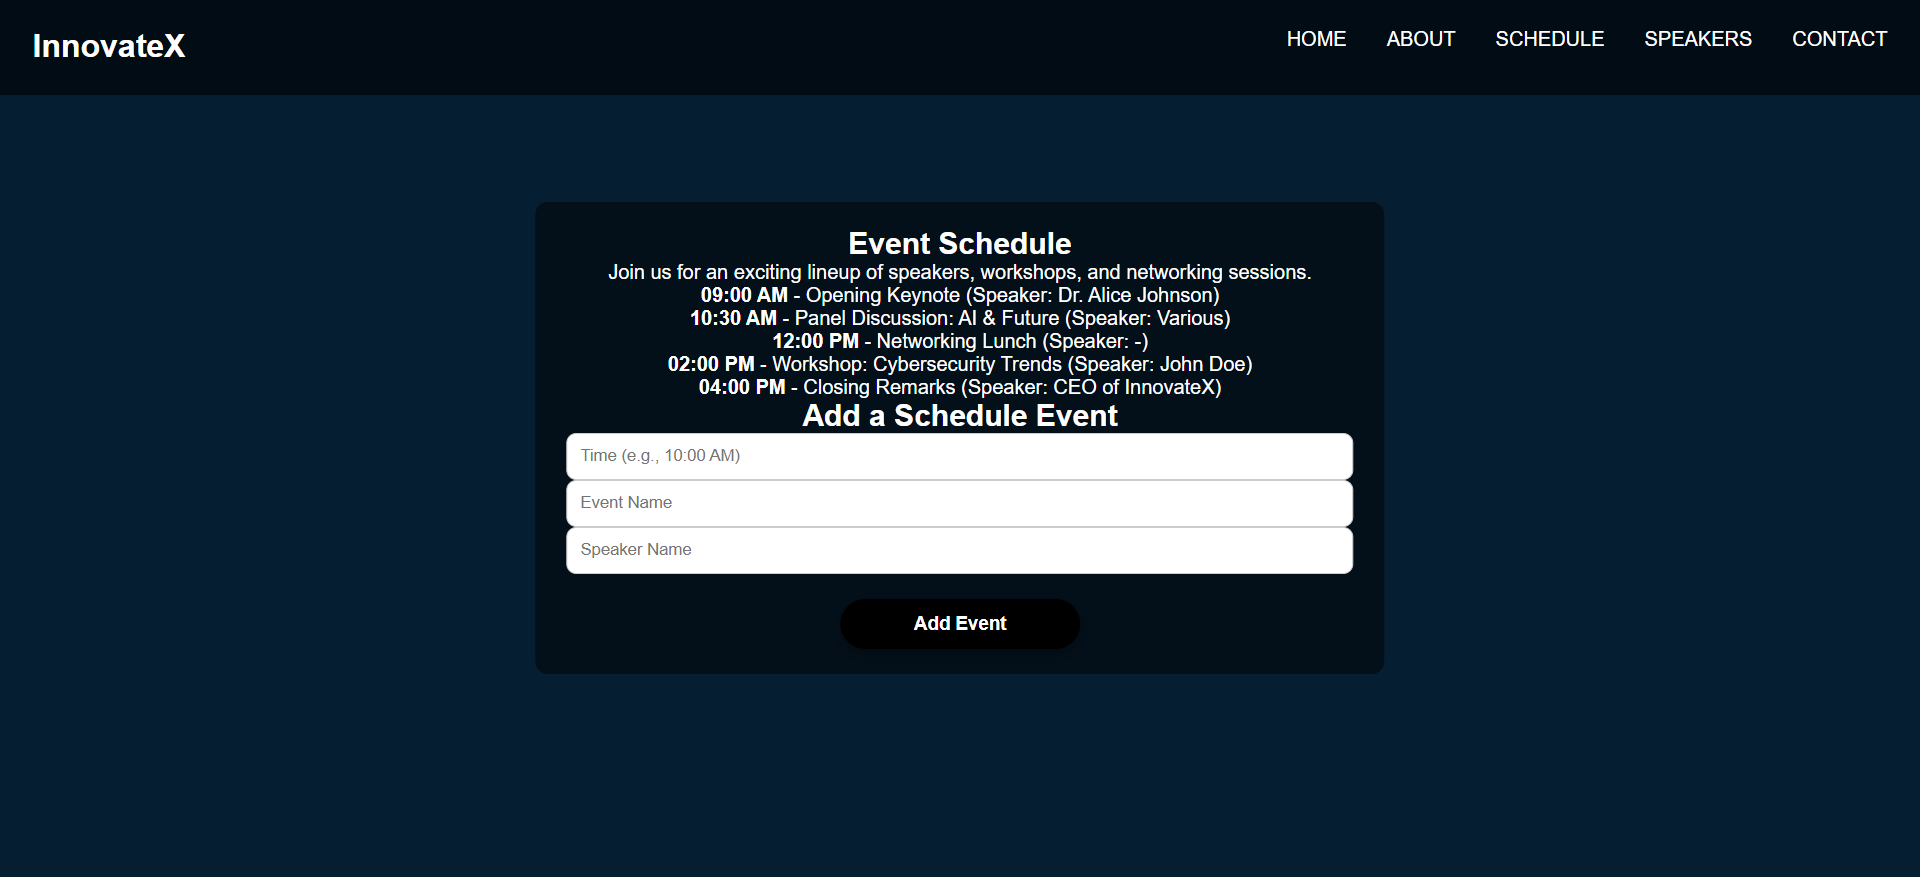 InnovateX
HOME ABOUT SCHEDULE SPEAKERS CONTACT
Event Schedule
Join us for an exciting lineup of speakers, workshops, and networking sessions.
09:00 AM - Opening Keynote (Speaker: Dr. Alice Johnson)
10:30 AM - Panel Discussion: AI & Future (Speaker: Various)
12:00 PM - Networking Lunch (Speaker: -)
02:00 PM - Workshop: Cybersecurity Trends (Speaker: John Doe)
04:00 PM - Closing Remarks (Speaker: CEO of InnovateX)
Add a Schedule Event
Time (e.g., 10:00 AM)
Event Name
Speaker Name
Add Event